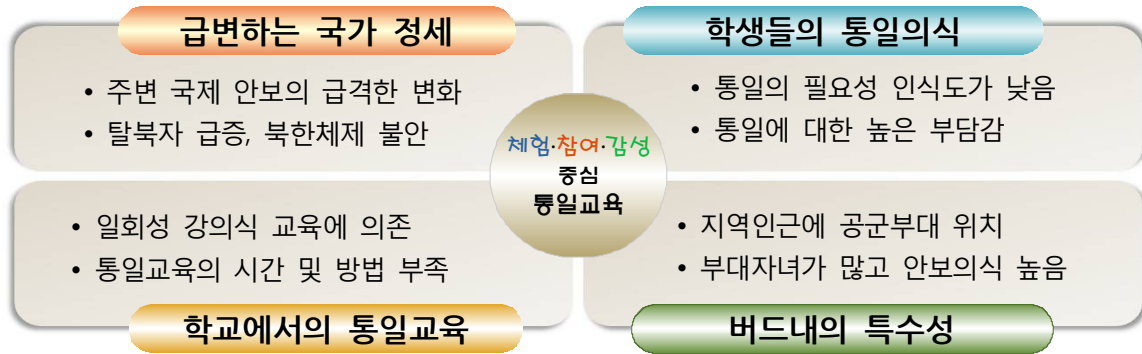 급변하는 국가 정세
• 주변 국제 안보의 급격한 변화
• 탈북자 급증, 북한체제 불안
학생들의 통일의식
• 통일의 필요성 인식도가 낮음
• 통일에 대한 높은 부담감
체험·참여·감성
중심
통일교육
• 일회성 강의식 교육에 의존
• 통일교육의 시간 및 방법 부족
학교에서의 통일교육
• 지역인근에 공군부대 위치
• 부대자녀가 많고 안보의식 높음
버드내의 특수성